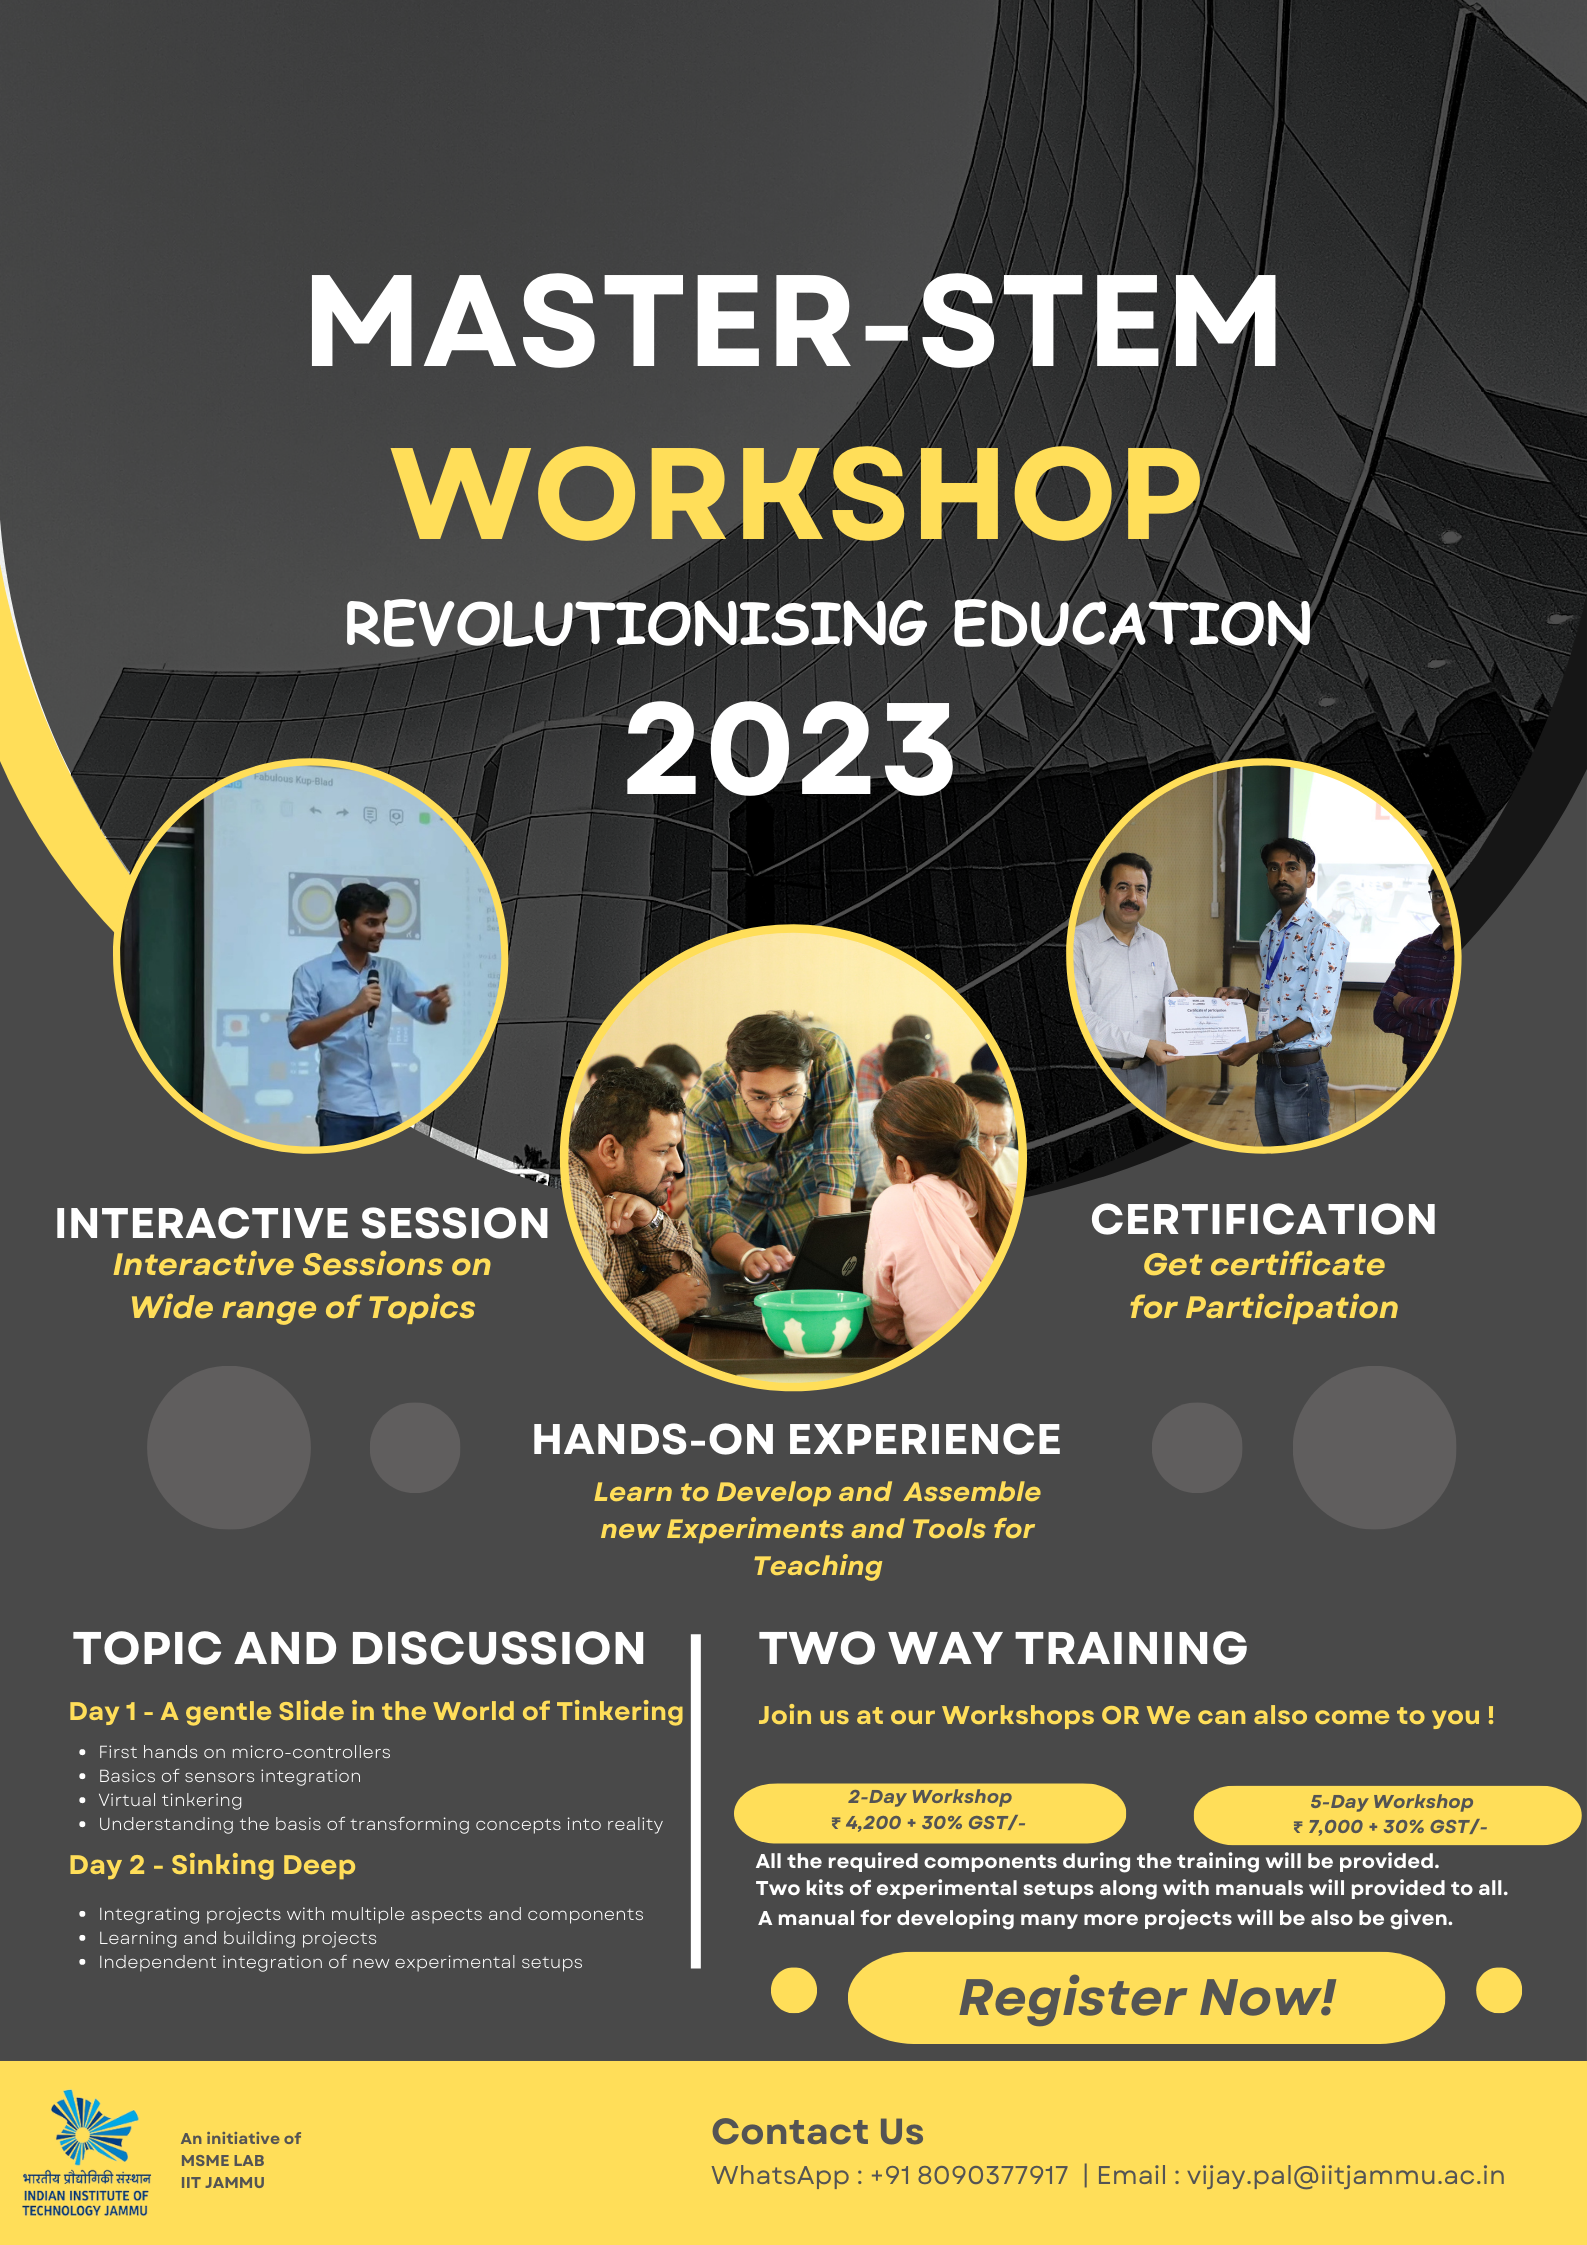 MASTER-STEM
WORKSHOP
REVOLUTIONISING EDUCATION
2023
Fabulous Kup-Blad
INTERACTIVE SESSION
Interactive Sessions on
Wide range of Topics
CERTIFICATION
Get certificate
for Participation
HANDS-ON EXPERIENCE
Learn to Develop and Assemble
new Experiments and Tools for
Teaching
TOPIC AND DISCUSSION
Day 1 - A gentle Slide in the World of Tinkering
• First hands on micro-controllers
• Basics of sensors integration
• Virtual tinkering
• Understanding the basis of transforming concepts into reality
Day 2 - Sinking Deep
• Integrating projects with multiple aspects and components
• Learning and building projects
• Independent integration of new experimental setups
TWO WAY TRAINING
Join us at our Workshops OR We can also come to you !
2-Day Workshop
₹ 4,200 + 30% GST/-
5-Day Workshop
₹ 7,000 + 30% GST/-
All the required components during the training will be provided.
Two kits of experimental setups along with manuals will provided to all.
A manual for developing many more projects will be also be given.
Register Now!
भारतीय प्रौद्योगिकी संस्थान
INDIAN INSTITUTE OF
TECHNOLOGY JAMMU
An initiative of
MSME LAB
IIT JAMMU
Contact Us
WhatsApp : +91 8090377917 | Email : vijay.pal@iitjammu.ac.in